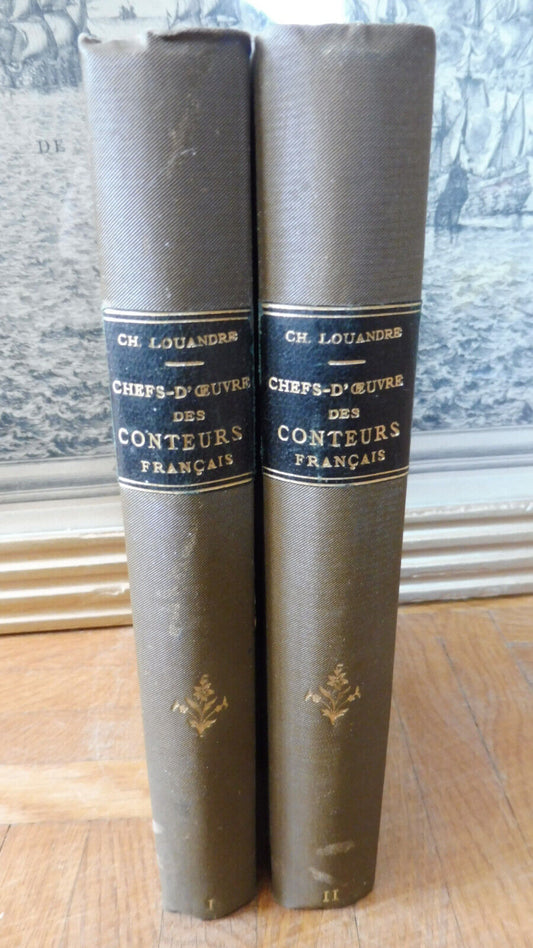 DE
CH. LOUANDRE
CHEFS-D'ŒUVRE
DES
CONTEURS
FRANÇAIS
I
CH. LOUANDRE
CHEFS-D'ŒUVRE
DES
CONTEURS
FRANÇAIS
II